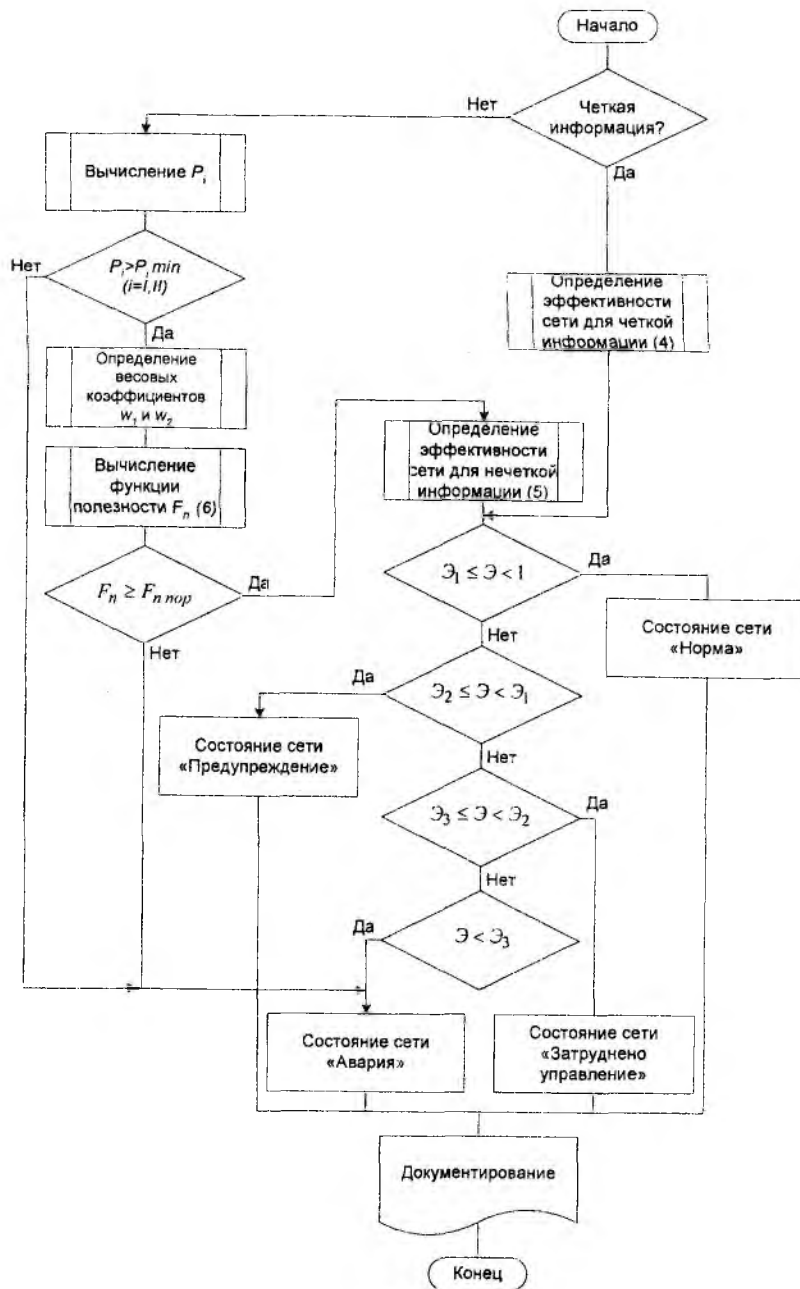 Начало
Четкая
информация?
Нет
Да
Вычисление P_i
Нет
P_i>P_i min
(i=I,II)
Да
Определение
эффективности
сети для четкой
информации (4)
Определение
весовых
коэффициентов
w_1 и w_2
Определение
эффективности
сети для нечеткой
информации (5)
Вычисление
функции
полезности F_n (6)
F_n ≥ F_n пор
Да
Нет
Э_1 ≤ Э < 1
Да
Нет
Состояние сети
«Норма»
Да
Э_2 ≤ Э < Э_1
Нет
Состояние сети
«Предупреждение»
Э_3 ≤ Э < Э_2
Да
Нет
Да
Э < Э_3
Состояние сети
«Авария»
Состояние сети
«Затруднено
управление»
Документирование
Конец